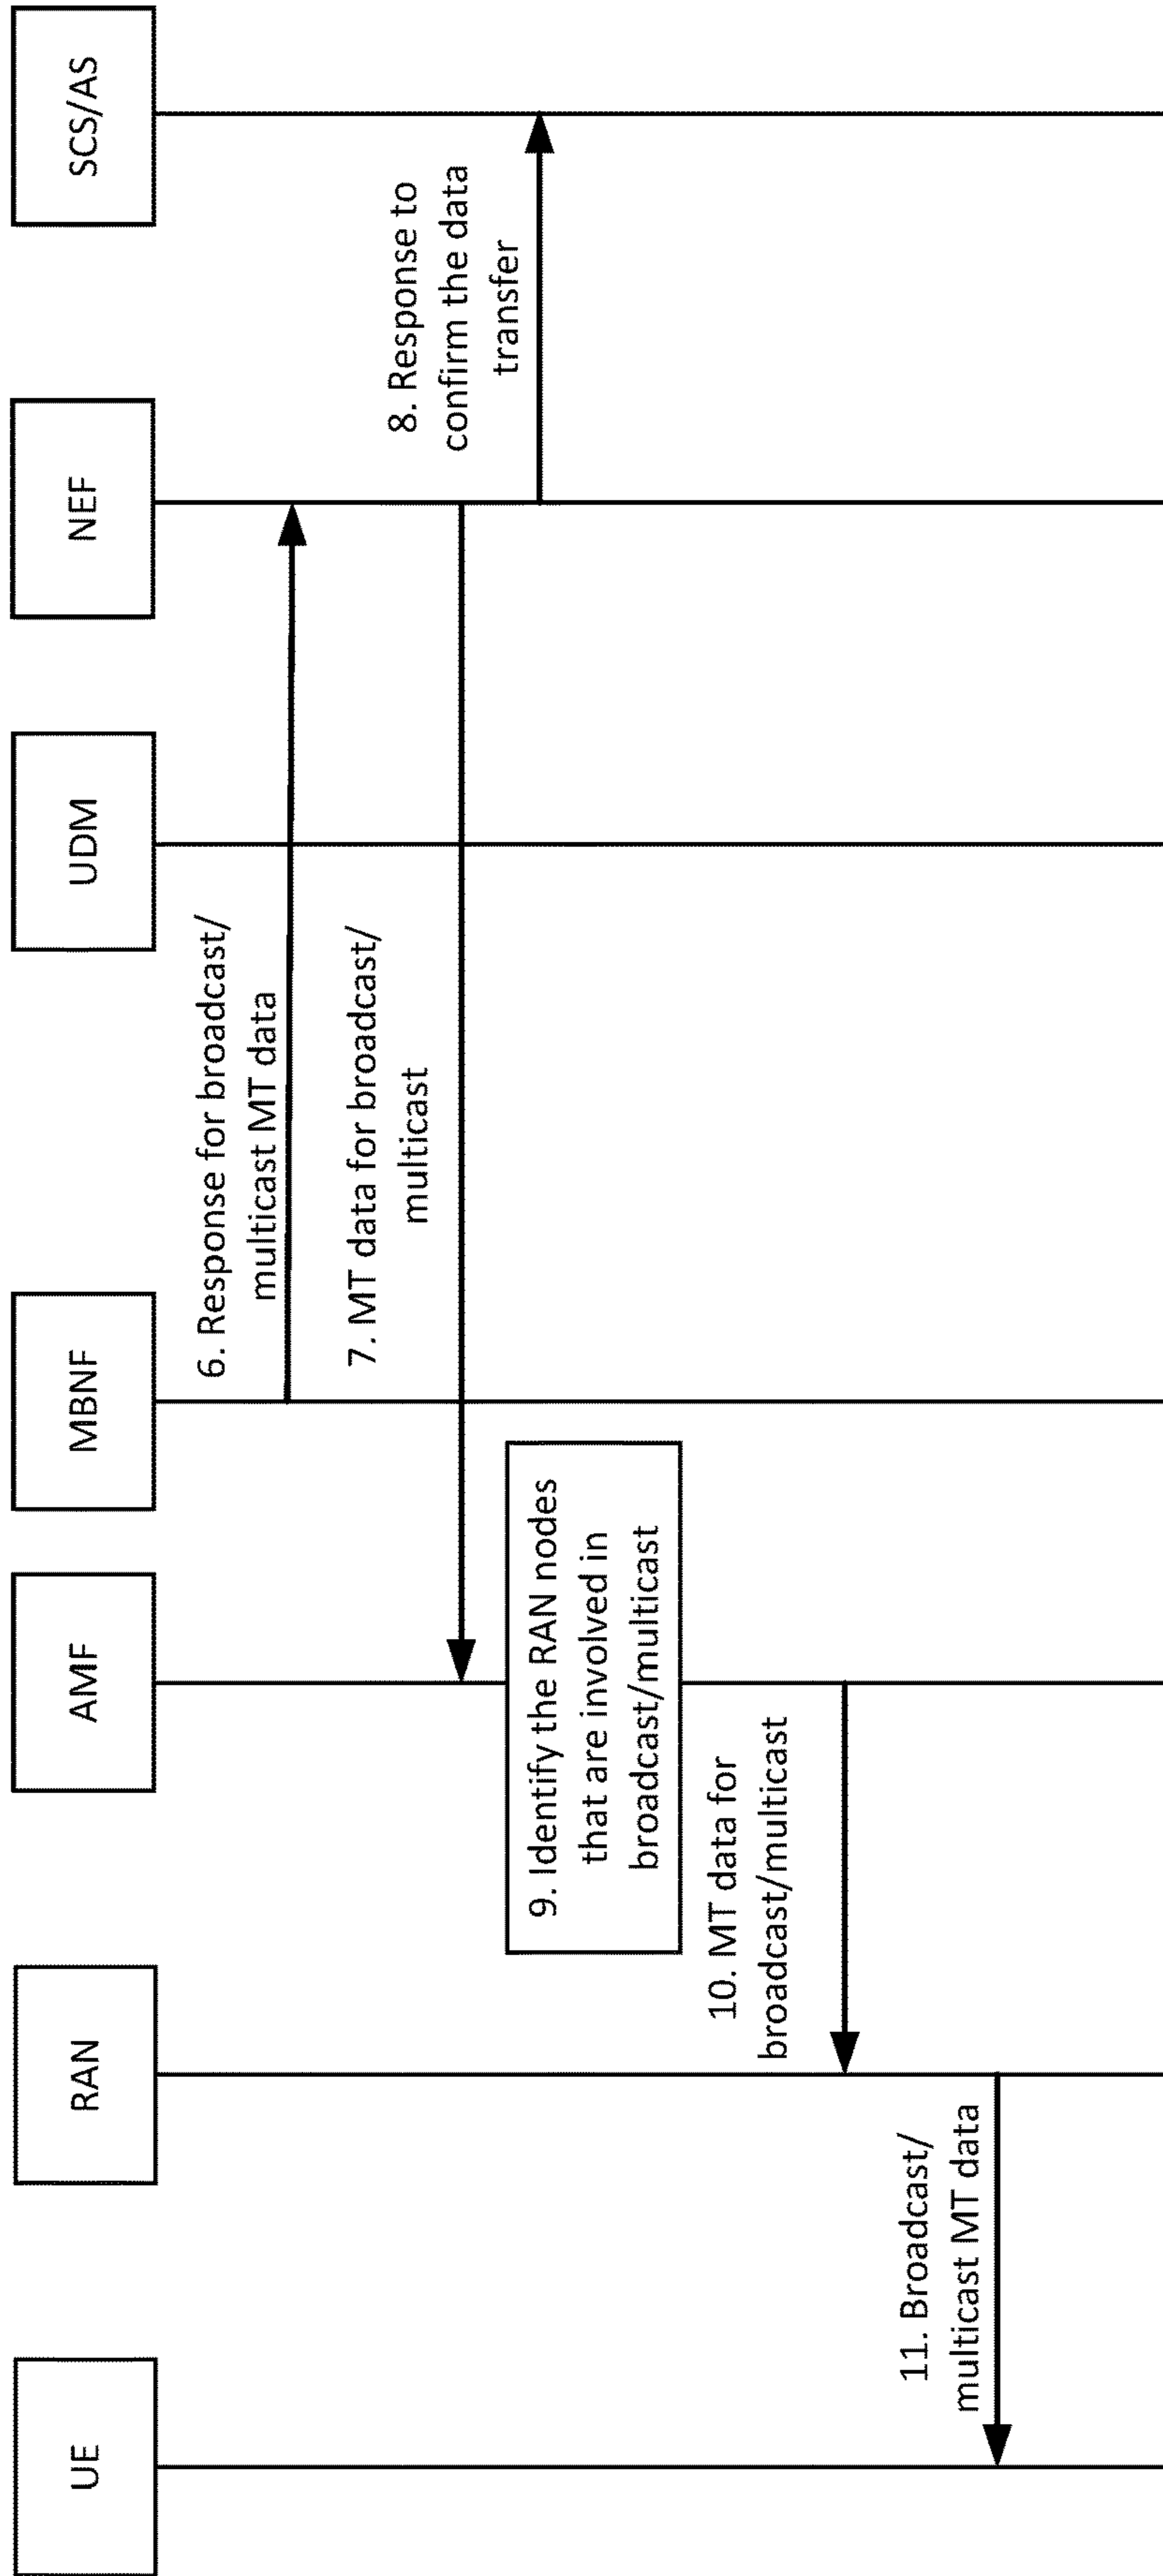 UE
RAN
AMF
MBNF
UDM
NEF
SCS/AS
6. Response for broadcast/
multicast MT data
7. MT data for broadcast/
multicast
8. Response to
confirm the data
transfer
9. Identify the RAN nodes
that are involved in
broadcast/multicast
10. MT data for
broadcast/multicast
11. Broadcast/
multicast MT data